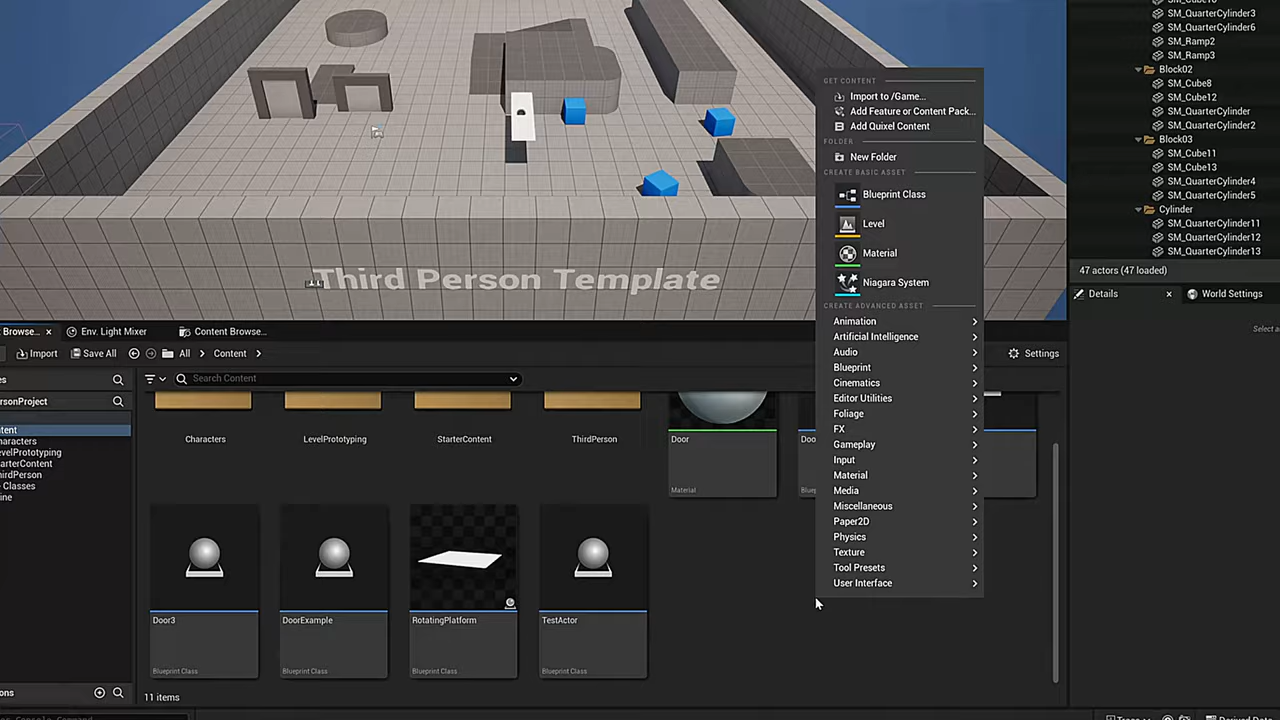 SM_QuarterCylinder3
SM_QuarterCylinder6
SM_Ramp2
SM_Ramp3
Block02
SM_Cube8
SM_Cube12
SM_QuarterCylinder
SM_QuarterCylinder2
Block03
SM_Cube11
SM_Cube13
SM_QuarterCylinder4
SM_QuarterCylinder5
Cylinder
SM_QuarterCylinder11
SM_QuarterCylinder12
SM_QuarterCylinder13
47 actors (47 loaded)
Details
World Settings
Third Person Template
GET CONTENT
Import to /Game...
Add Feature or Content Pack...
Add Quixel Content
FOLDER
New Folder
CREATE BASIC ASSET
Blueprint Class
Level
Material
Niagara System
CREATE ADVANCED ASSET
Animation
Artificial Intelligence
Audio
Blueprint
Cinematics
Editor Utilities
Foliage
FX
Gameplay
Input
Material
Media
Miscellaneous
Paper2D
Physics
Texture
Tool Presets
User Interface
Browse... Env. Light Mixer Content Browse...
Import Save All All Content Settings
Search Content
Characters LevelPrototyping StarterContent ThirdPerson Door
Material
Door3 DoorExample RotatingPlatform TestActor
Blueprint Class Blueprint Class Blueprint Class Blueprint Class
11 items